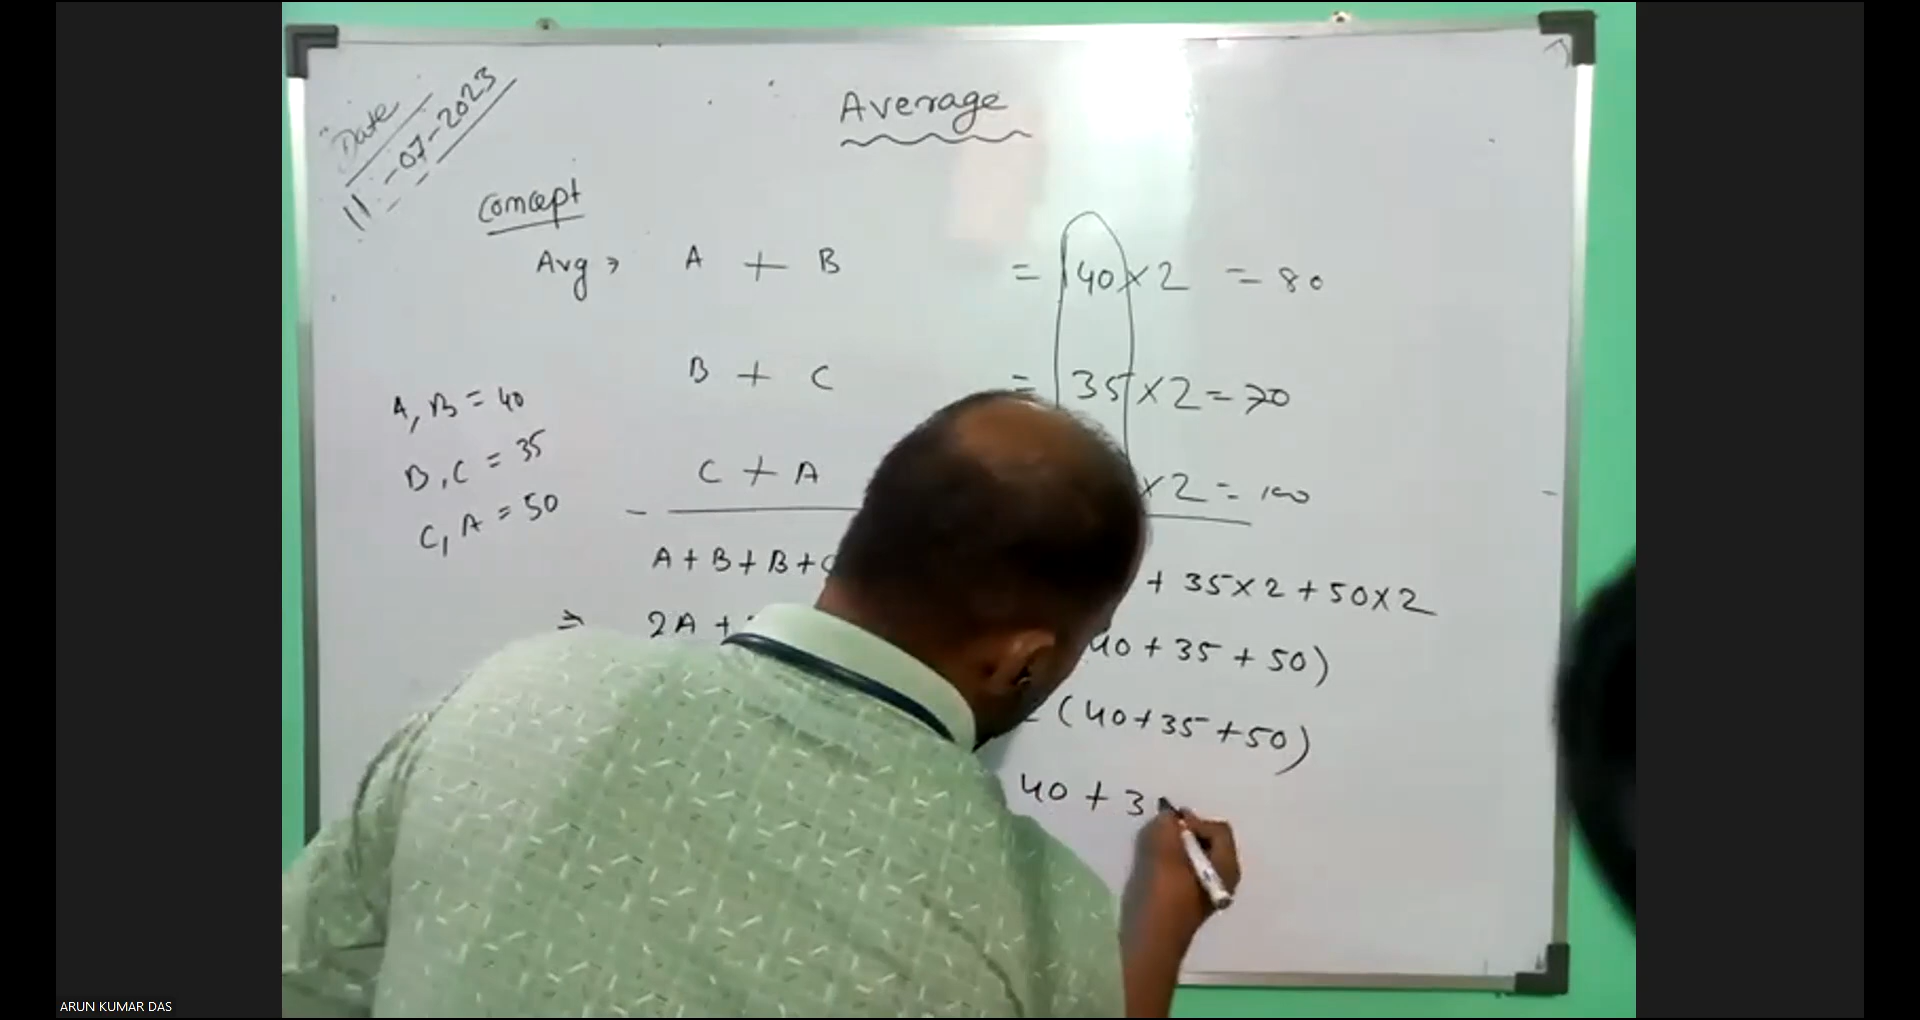 Date
11-07-2023
Average
Concept
Avg → A + B = 40 × 2 = 80
B + C = 35 × 2 = 70
A, B = 40
B, C = 35
C, A = 50
C + A × 2 = 100
A + B + B + C + 35×2 + 50×2
⇒ 2A + 40 + 35 + 50)
(40+35+50)
40 + 3
ARUN KUMAR DAS